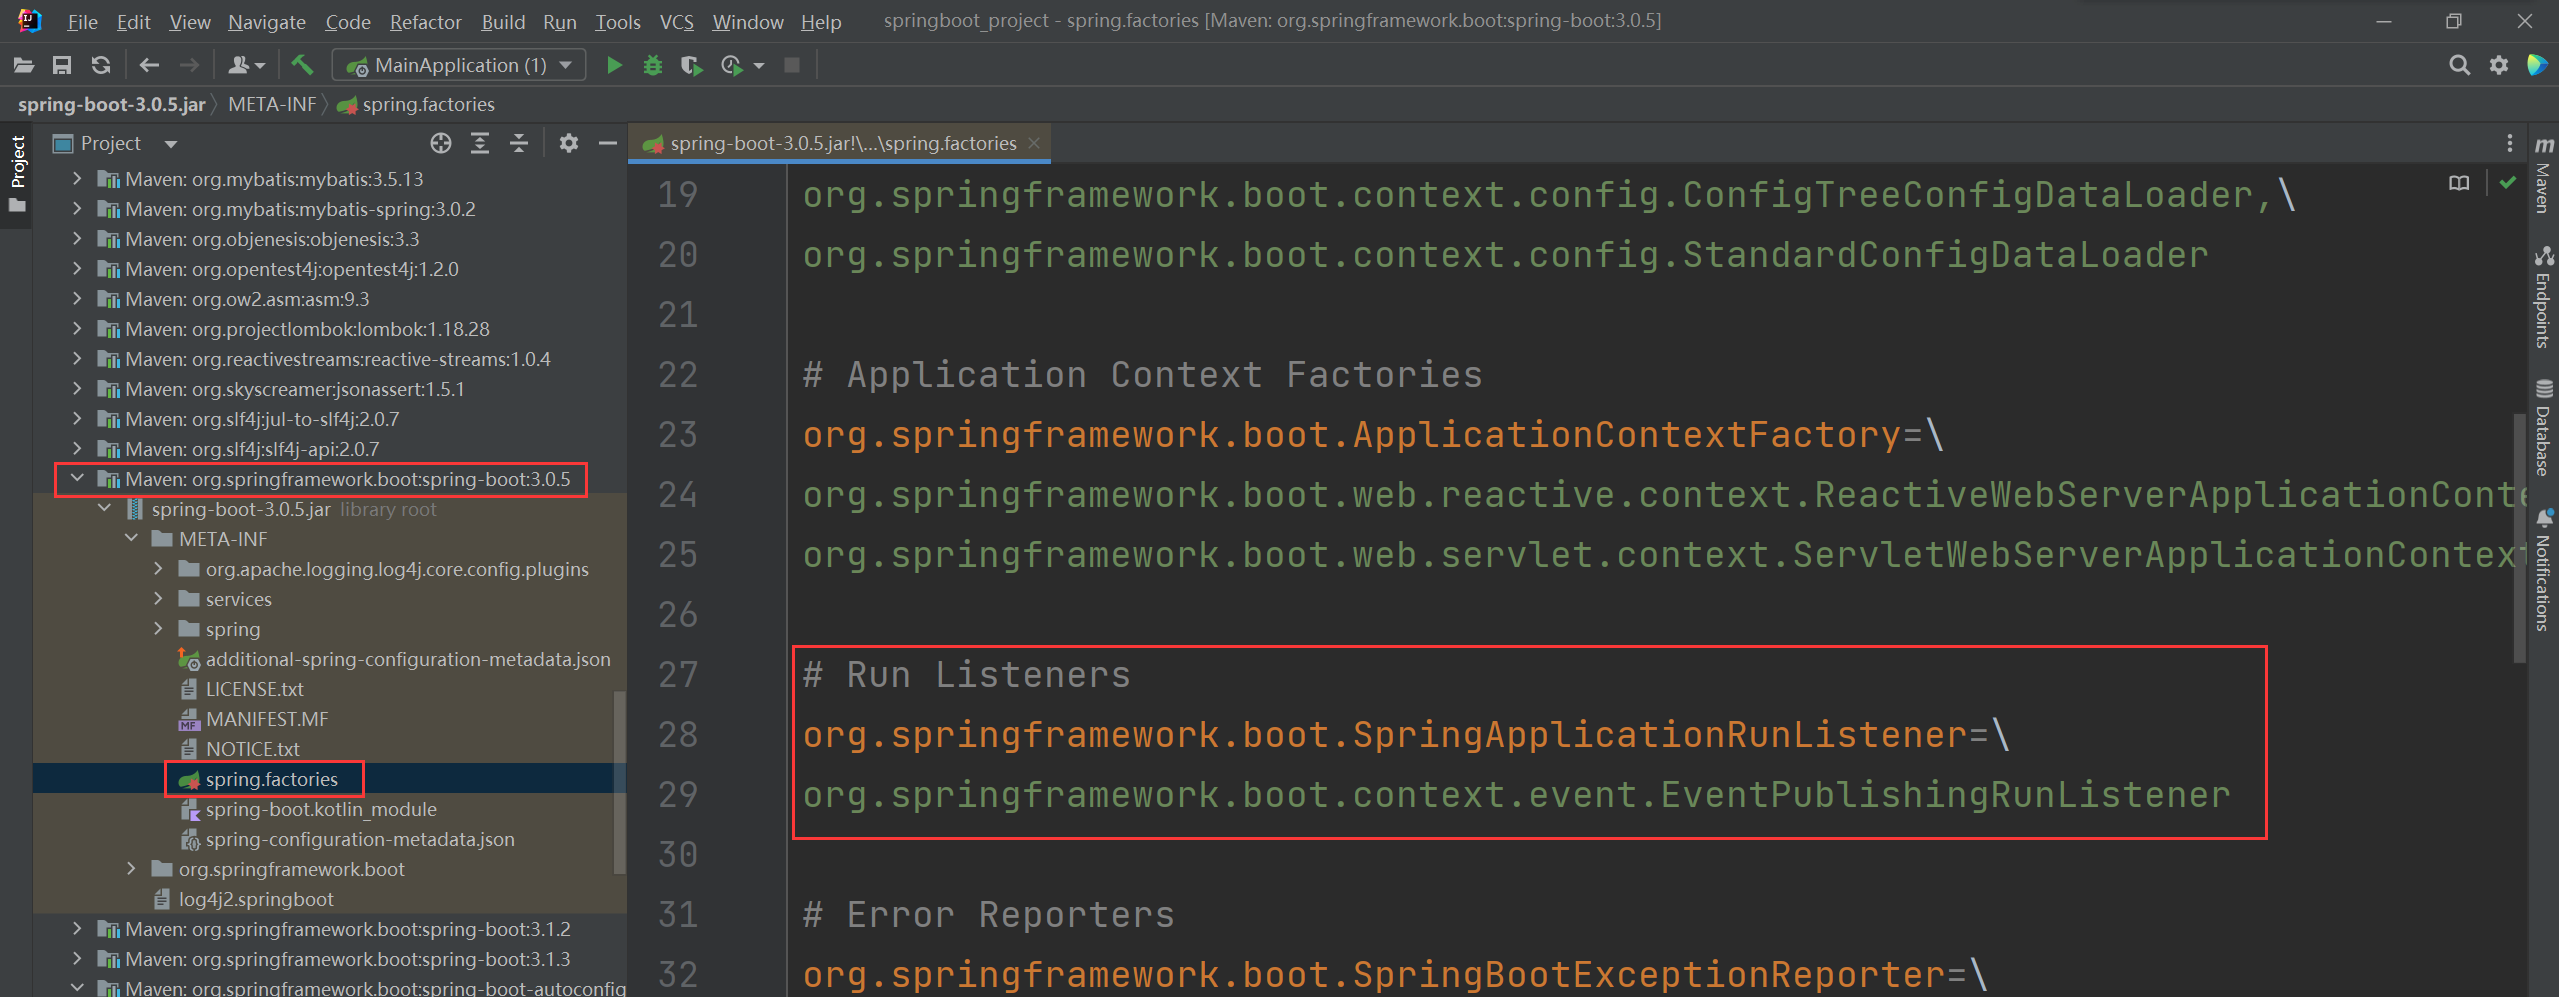 File Edit View Navigate Code Refactor Build Run Tools VCS Window Help springboot_project - spring.factories [Maven: org.springframework.boot:spring-boot:3.0.5]
MainApplication (1)
spring-boot-3.0.5.jar META-INF spring.factories
Project
Project
Maven: org.mybatis:mybatis:3.5.13
Maven: org.mybatis:mybatis-spring:3.0.2
Maven: org.objenesis:objenesis:3.3
Maven: org.opentest4j:opentest4j:1.2.0
Maven: org.ow2.asm:asm:9.3
Maven: org.projectlombok:lombok:1.18.28
Maven: org.reactivestreams:reactive-streams:1.0.4
Maven: org.skyscreamer:jsonassert:1.5.1
Maven: org.slf4j:jul-to-slf4j:2.0.7
Maven: org.slf4j:slf4j-api:2.0.7
Maven: org.springframework.boot:spring-boot:3.0.5
spring-boot-3.0.5.jar library root
META-INF
org.apache.logging.log4j.core.config.plugins
services
spring
additional-spring-configuration-metadata.json
LICENSE.txt
MANIFEST.MF
NOTICE.txt
spring.factories
spring-boot.kotlin_module
spring-configuration-metadata.json
org.springframework.boot
log4j2.springboot
Maven: org.springframework.boot:spring-boot:3.1.2
Maven: org.springframework.boot:spring-boot:3.1.3
Maven: org.springframework.boot:spring-boot-autoconfig
spring-boot-3.0.5.jar!\...\spring.factories
19 org.springframework.boot.context.config.ConfigTreeConfigDataLoader,\
20 org.springframework.boot.context.config.StandardConfigDataLoader
21
22 # Application Context Factories
23 org.springframework.boot.ApplicationContextFactory=\
24 org.springframework.boot.web.reactive.context.ReactiveWebServerApplicationConte
25 org.springframework.boot.web.servlet.context.ServletWebServerApplicationContext
26
27 # Run Listeners
28 org.springframework.boot.SpringApplicationRunListener=\
29 org.springframework.boot.context.event.EventPublishingRunListener
30
31 # Error Reporters
32 org.springframework.boot.SpringBootExceptionReporter=\
m Maven
Endpoints
Database
Notifications